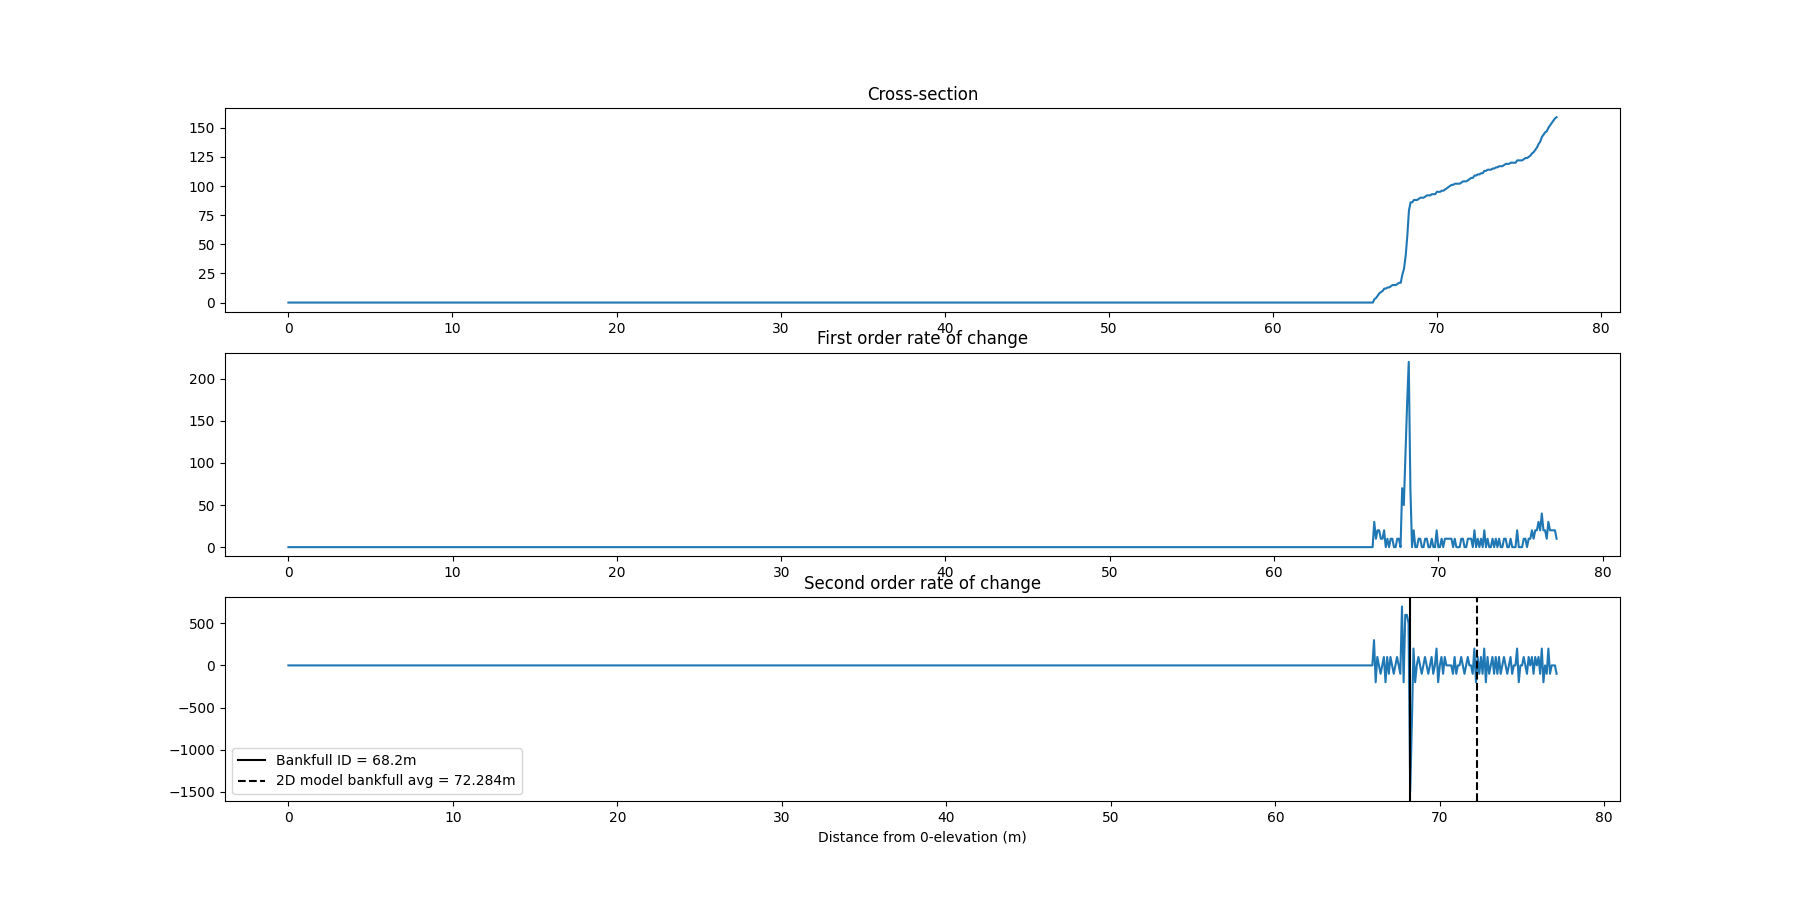 Cross-section
150
125
100
75
50
25
0
0 10 20 30 40 50 60 70 80
First order rate of change
200
150
100
50
0
0 10 20 30 40 50 60 70 80
Second order rate of change
500
0
−500
−1000
−1500
Bankfull ID = 68.2m
2D model bankfull avg = 72.284m
0 10 20 30 40 50 60 70 80
Distance from 0-elevation (m)